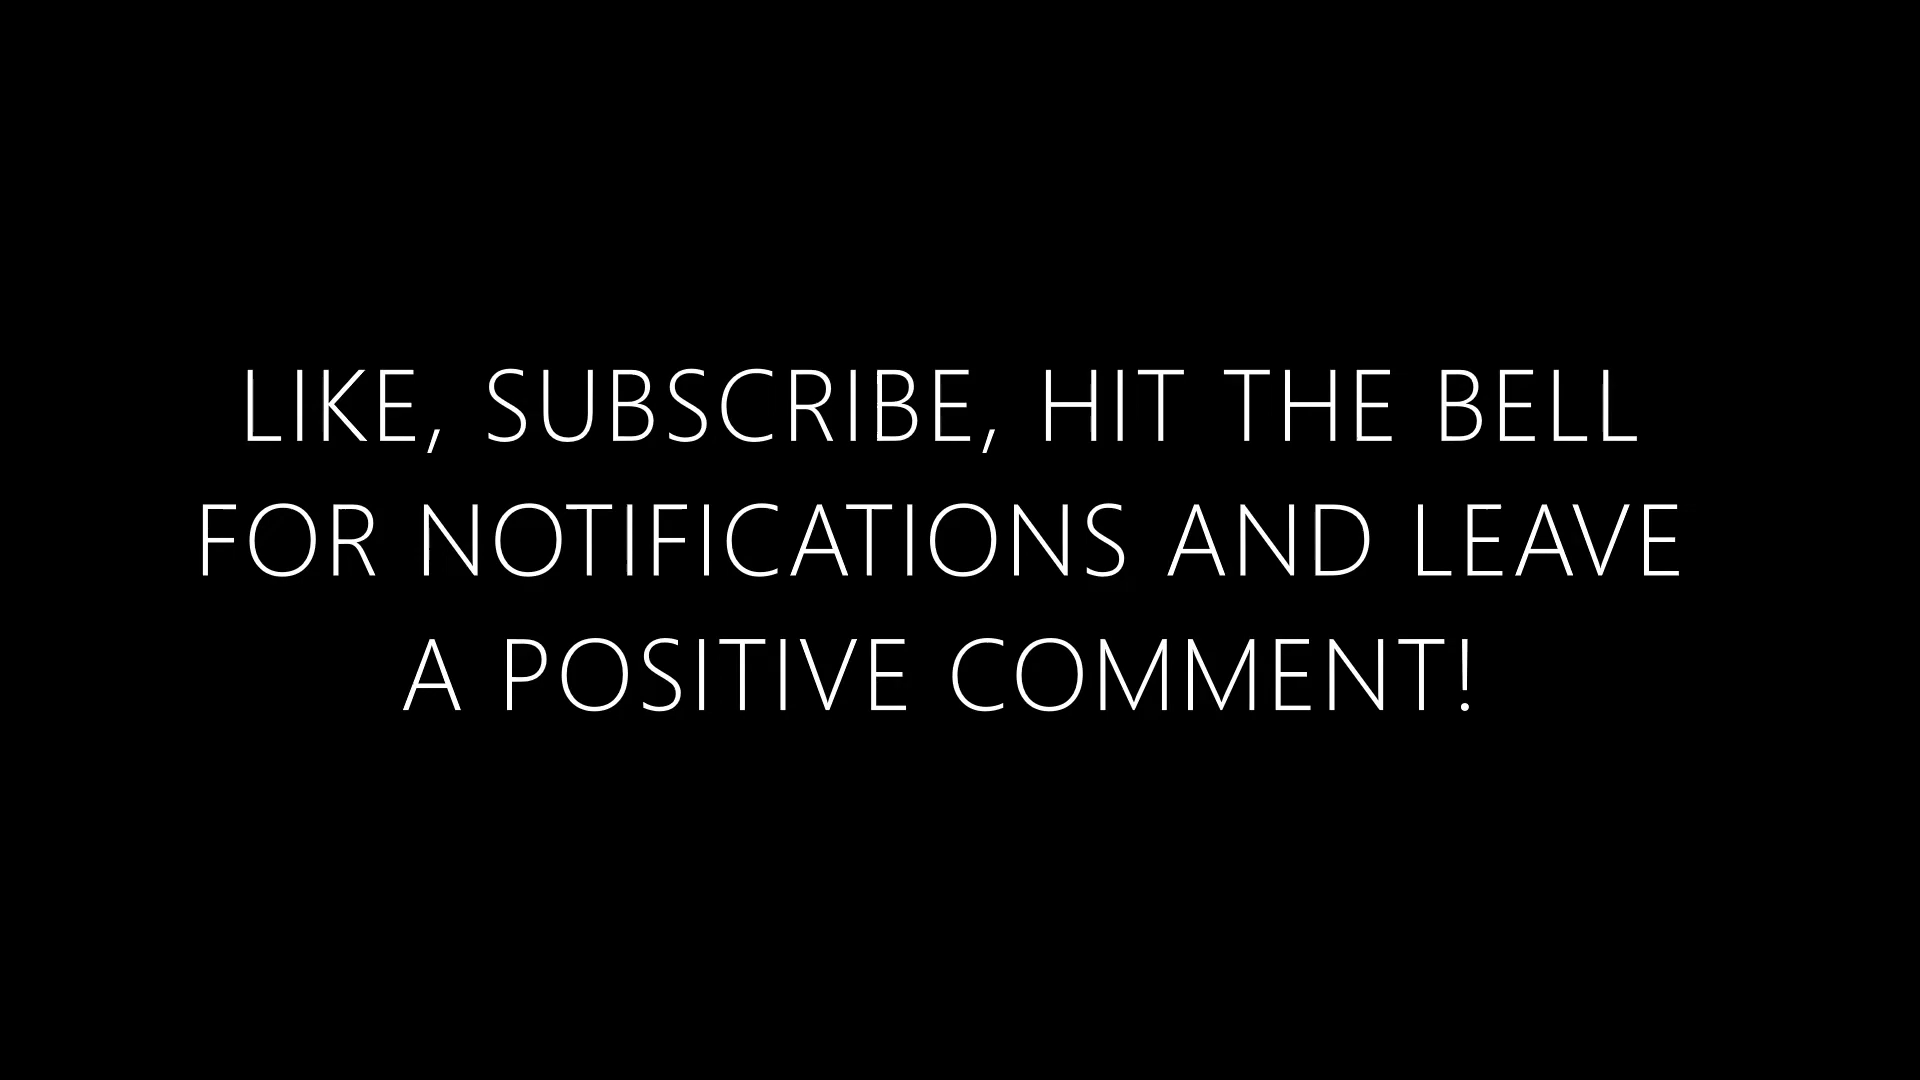 LIKE, SUBSCRIBE, HIT THE BELL
FOR NOTIFICATIONS AND LEAVE
A POSITIVE COMMENT!